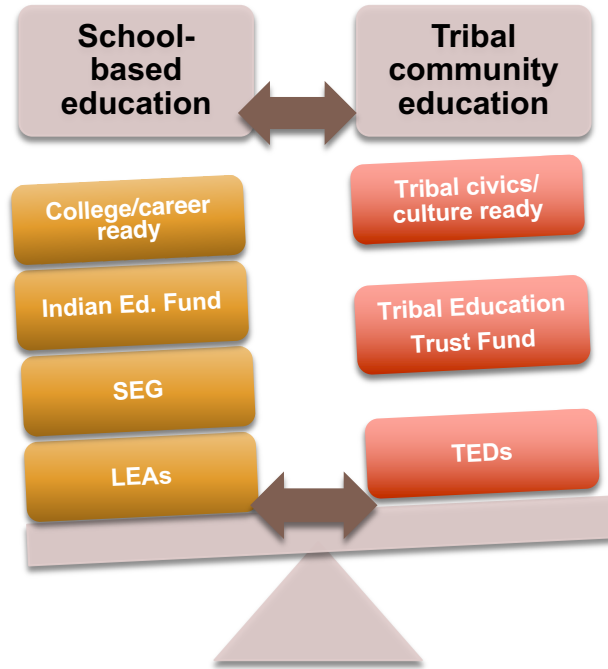 School-
based
education
Tribal
community
education
College/career
ready
Indian Ed. Fund
SEG
LEAs
Tribal civics/
culture ready
Tribal Education
Trust Fund
TEDs